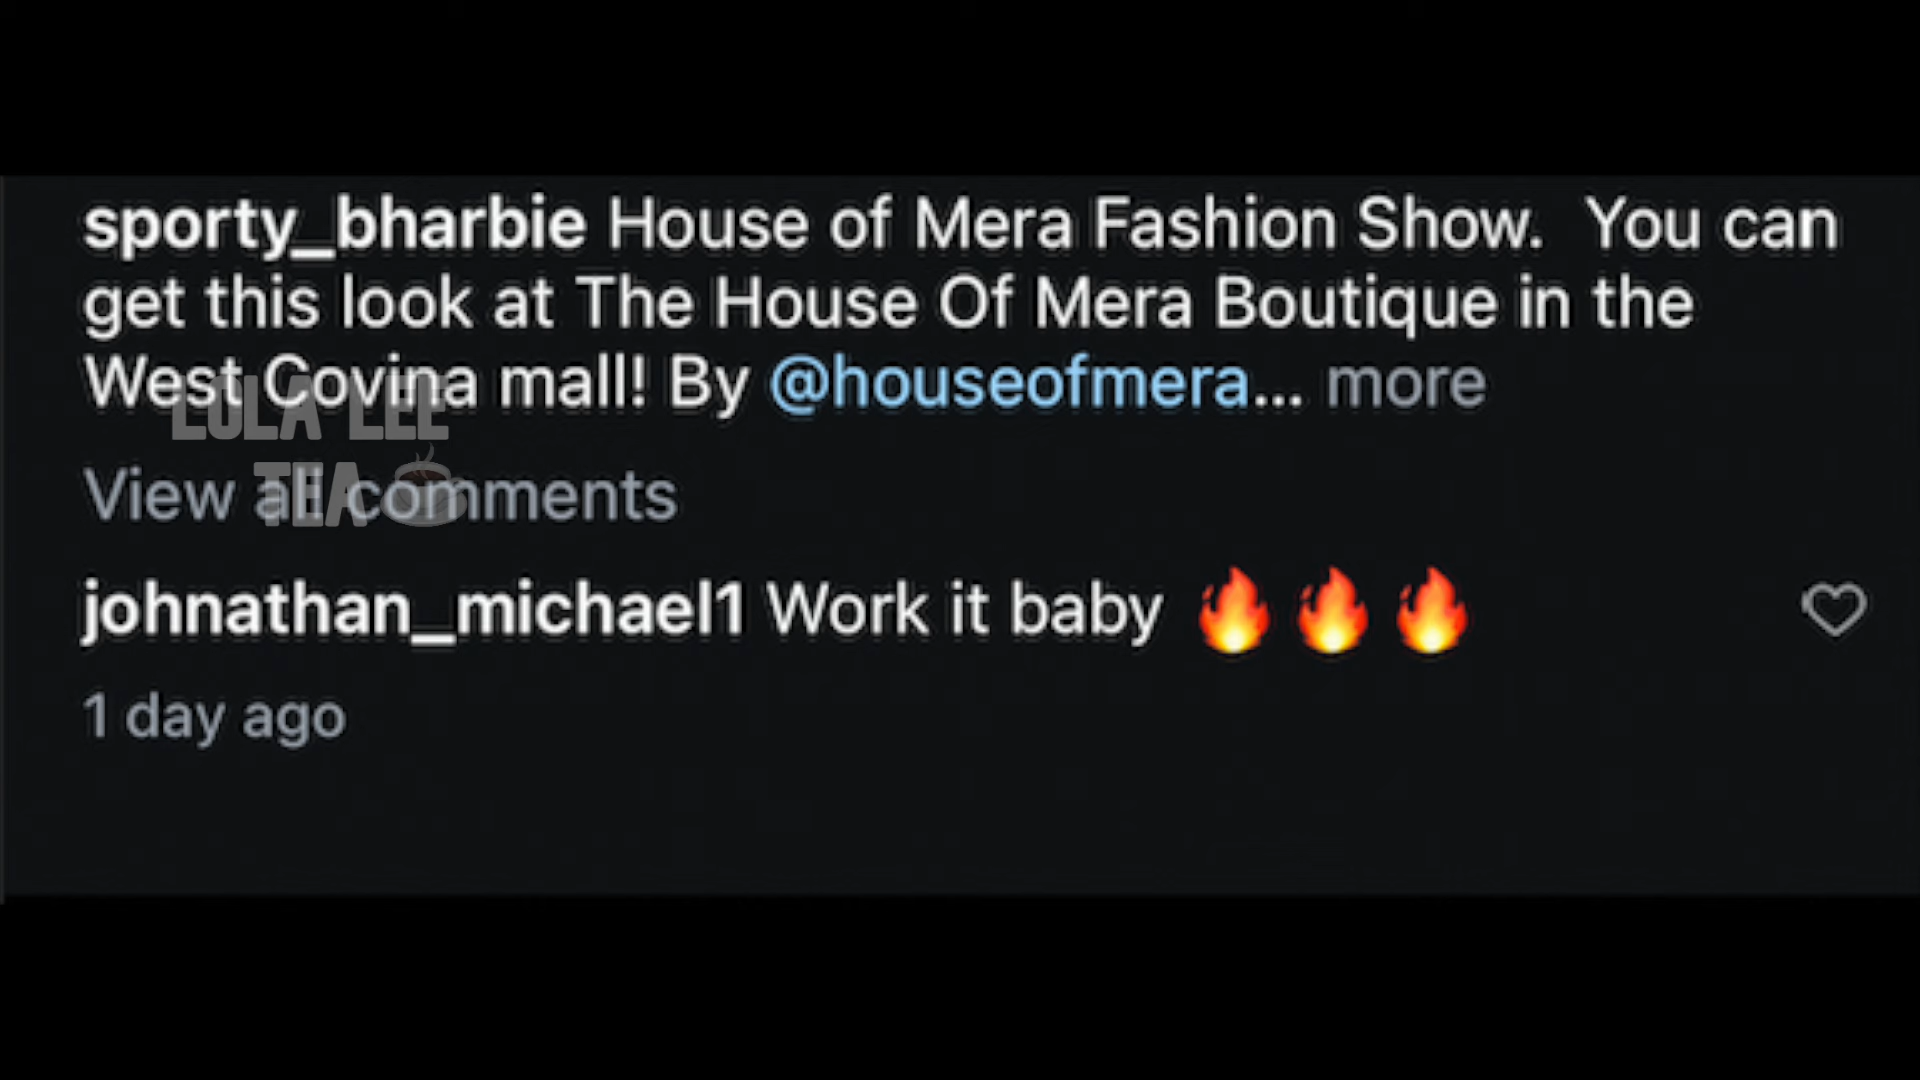 sporty_bharbie House of Mera Fashion Show.  You can
get this look at The House Of Mera Boutique in the
West Covina mall! By @houseofmera... more
LOLA LEE
TEA
View all comments
johnathan_michael1 Work it baby 🔥🔥🔥
1 day ago